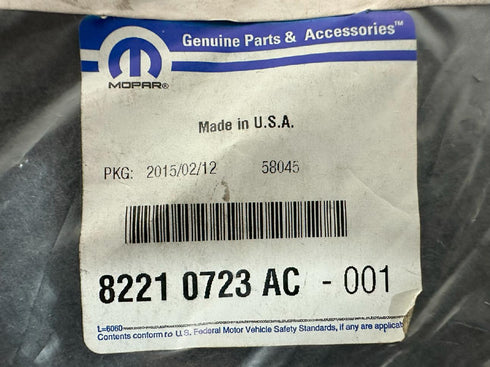 Genuine Parts & Accessories™
MOPAR®
Made in U.S.A.
PKG: 2015/02/12 58045
8221 0723 AC - 001
L=6060
Contents conform to U.S. Federal Motor Vehicle Safety Standards, if any are applicable